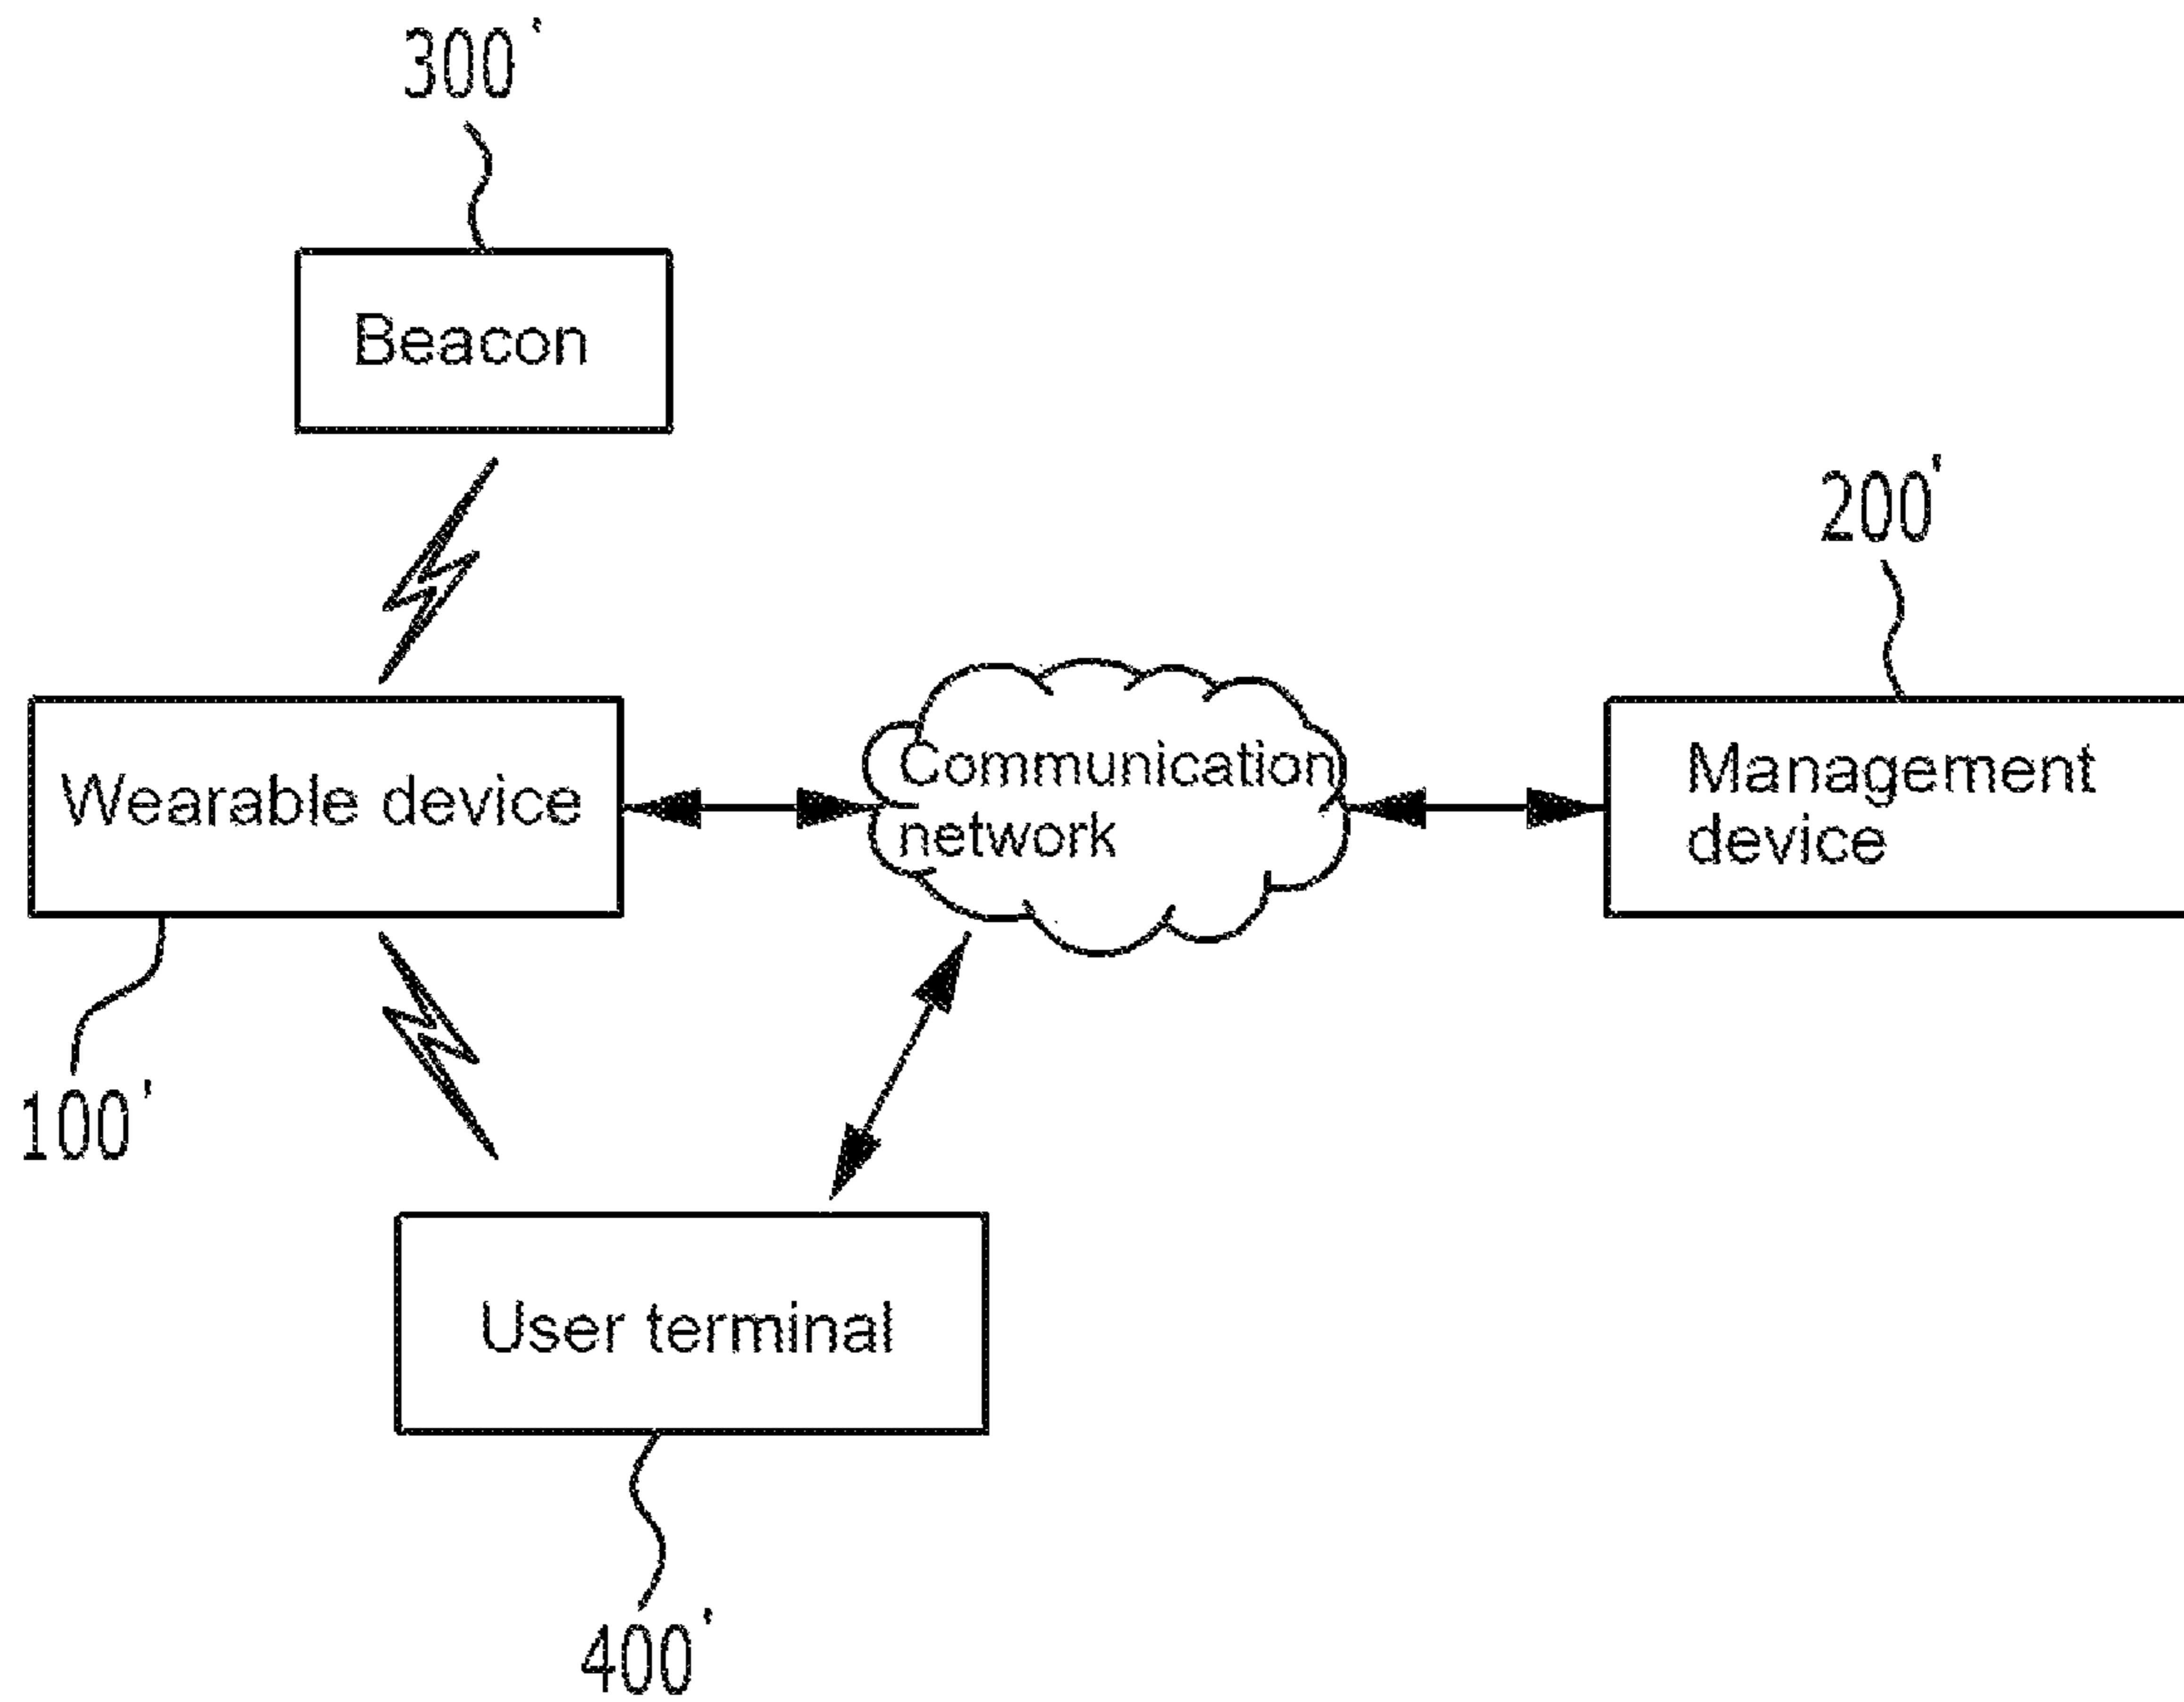 300'
Beacon
200'
Wearable device
Communication
network
Management
device
100'
User terminal
400'